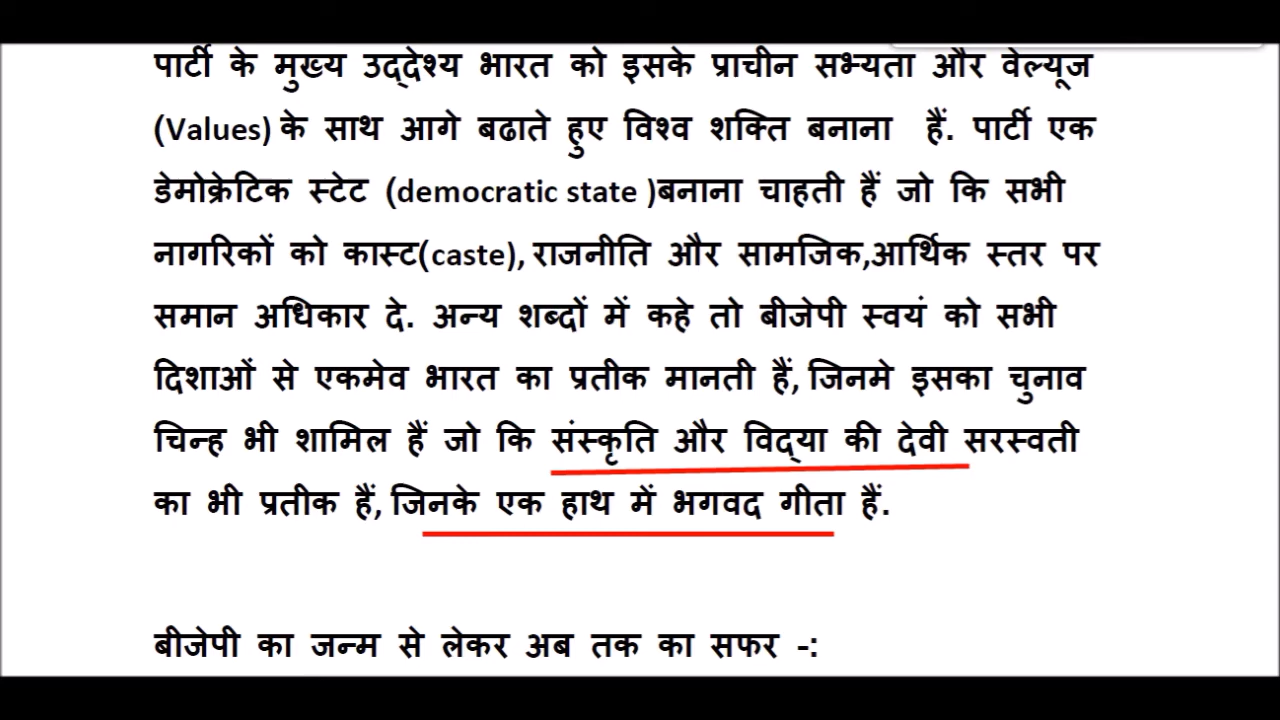 पार्टी के मुख्य उद्देश्य भारत को इसके प्राचीन सभ्यता और वेल्यूज
(Values) के साथ आगे बढाते हुए विश्व शक्ति बनाना हैं. पार्टी एक
डेमोक्रेटिक स्टेट (democratic state )बनाना चाहती हैं जो कि सभी
नागरिकों को कास्ट(caste), राजनीति और सामजिक,आर्थिक स्तर पर
समान अधिकार दे. अन्य शब्दों में कहे तो बीजेपी स्वयं को सभी
दिशाओं से एकमेव भारत का प्रतीक मानती हैं, जिनमे इसका चुनाव
चिन्ह भी शामिल हैं जो कि संस्कृति और विद्या की देवी सरस्वती
का भी प्रतीक हैं, जिनके एक हाथ में भगवद गीता हैं.
बीजेपी का जन्म से लेकर अब तक का सफर -: